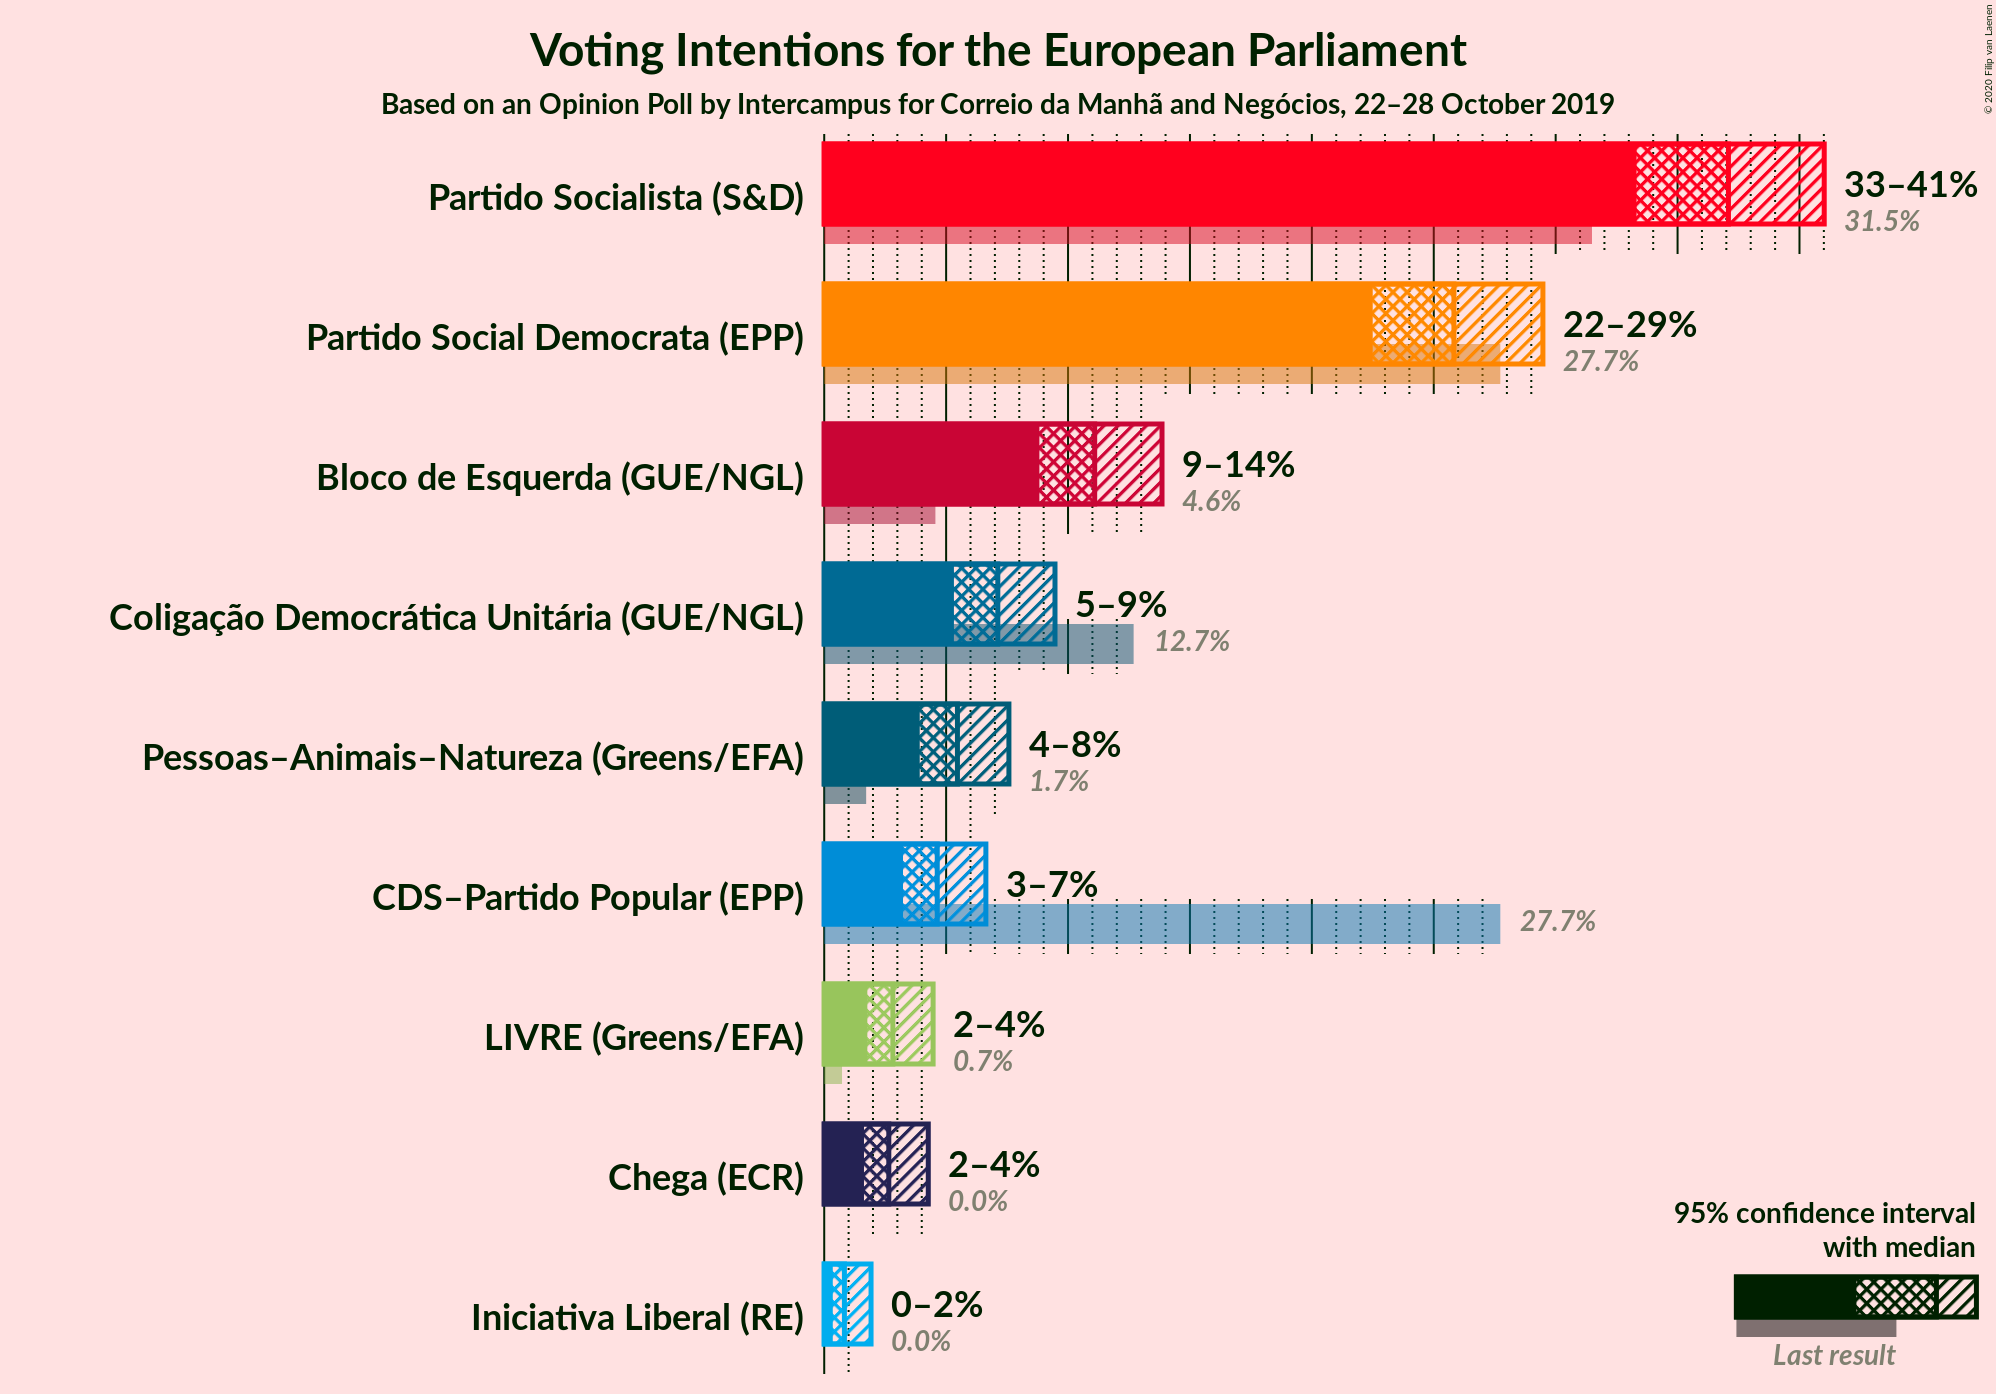 Voting Intentions for the European Parliament
Based on an Opinion Poll by Intercampus for Correio da Manhã and Negócios, 22–28 October 2019
© 2020 Filip van Laenen
Partido Socialista (S&D)
33–41%
31.5%
Partido Social Democrata (EPP)
22–29%
27.7%
Bloco de Esquerda (GUE/NGL)
9–14%
4.6%
Coligação Democrática Unitária (GUE/NGL)
5–9%
12.7%
Pessoas–Animais–Natureza (Greens/EFA)
4–8%
1.7%
CDS–Partido Popular (EPP)
3–7%
27.7%
LIVRE (Greens/EFA)
2–4%
0.7%
Chega (ECR)
2–4%
0.0%
Iniciativa Liberal (RE)
0–2%
0.0%
95% confidence interval
with median
Last result